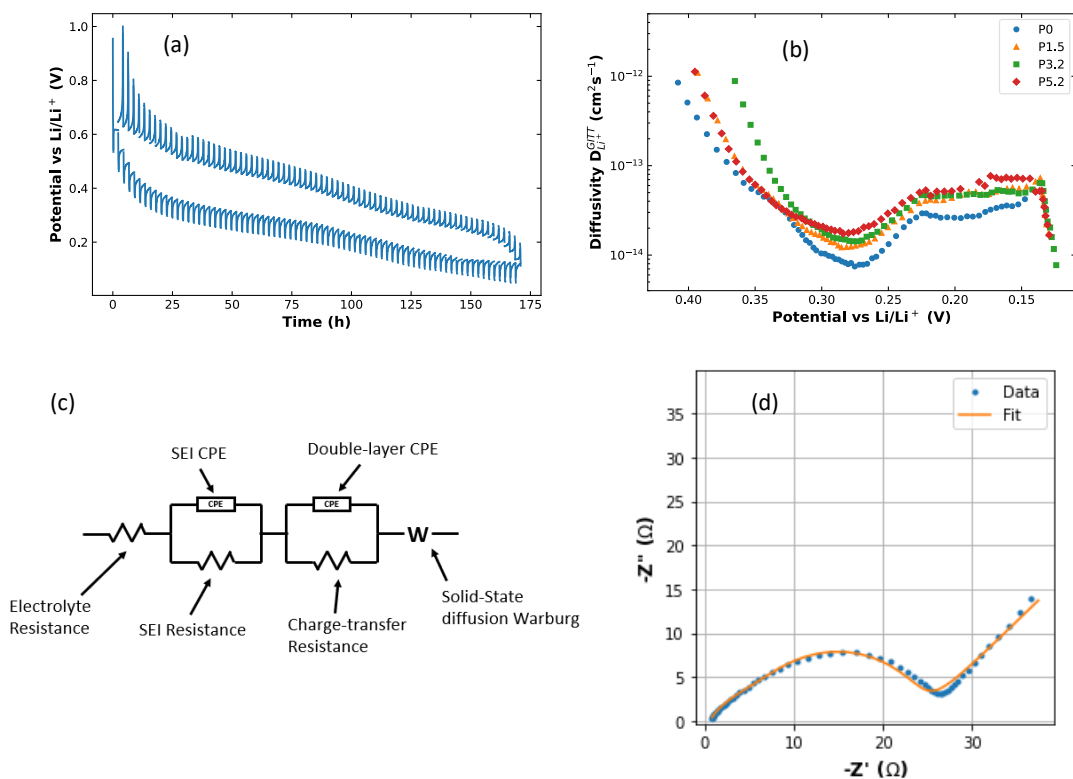 (a)
Potential vs Li/Li⁺ (V)
1.0
0.8
0.6
0.4
0.2
0 25 50 75 100 125 150 175
Time (h)
(b)
P0
P1.5
P3.2
P5.2
Diffusivity D^{GITT}_{Li⁺} (cm²s⁻¹)
10⁻¹²
10⁻¹³
10⁻¹⁴
0.40 0.35 0.30 0.25 0.20 0.15
Potential vs Li/Li⁺ (V)
(c)
SEI CPE
Double-layer CPE
CPE
CPE
W
Electrolyte
Resistance
SEI Resistance
Charge-transfer
Resistance
Solid-State
diffusion Warburg
(d)
Data
Fit
-Z" (Ω)
35
30
25
20
15
10
5
0
0 10 20 30
-Z' (Ω)